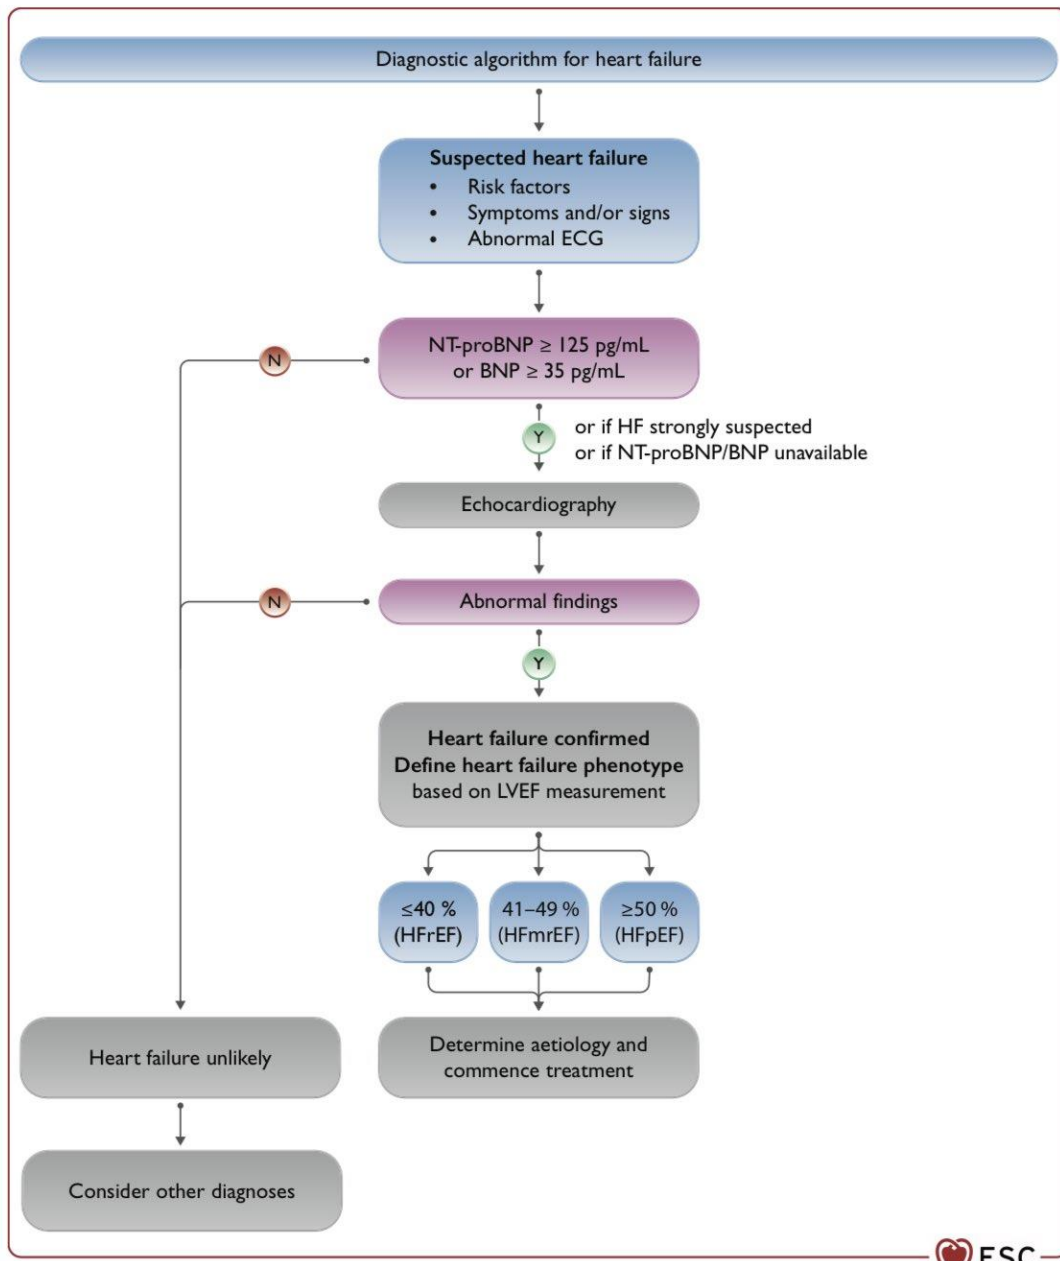 Diagnostic algorithm for heart failure
Suspected heart failure
• Risk factors
• Symptoms and/or signs
• Abnormal ECG
NT-proBNP ≥ 125 pg/mL
or BNP ≥ 35 pg/mL
N
Y
or if HF strongly suspected
or if NT-proBNP/BNP unavailable
Echocardiography
Abnormal findings
N
Y
Heart failure confirmed
Define heart failure phenotype
based on LVEF measurement
≤40 %
(HFrEF)
41–49 %
(HFmrEF)
≥50 %
(HFpEF)
Determine aetiology and
commence treatment
Heart failure unlikely
Consider other diagnoses
ESC